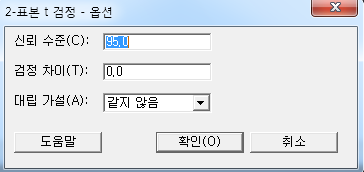 2-표본 t 검정 - 옵션
신뢰 수준(C): 95.0
검정 차이(T): 0.0
대립 가설(A): 같지 않음
도움말 확인(O) 취소